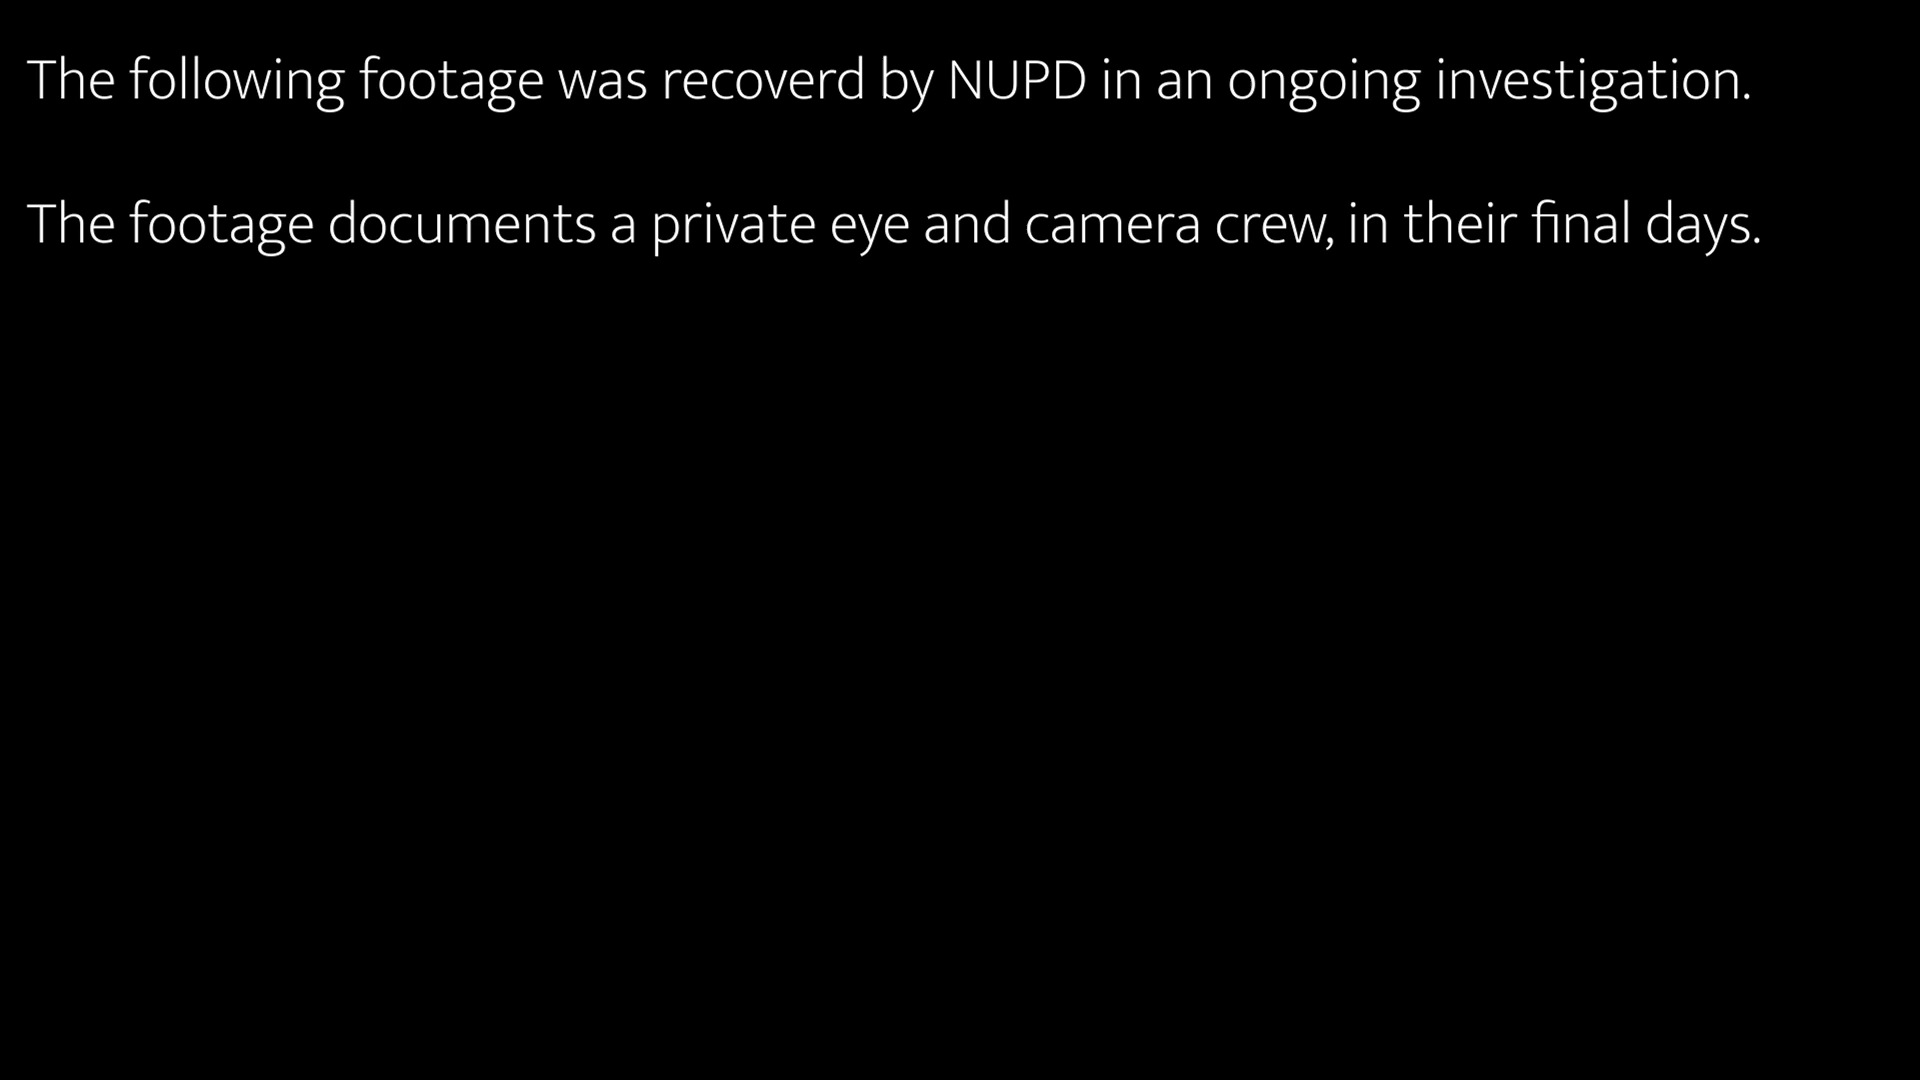 The following footage was recoverd by NUPD in an ongoing investigation.
The footage documents a private eye and camera crew, in their final days.